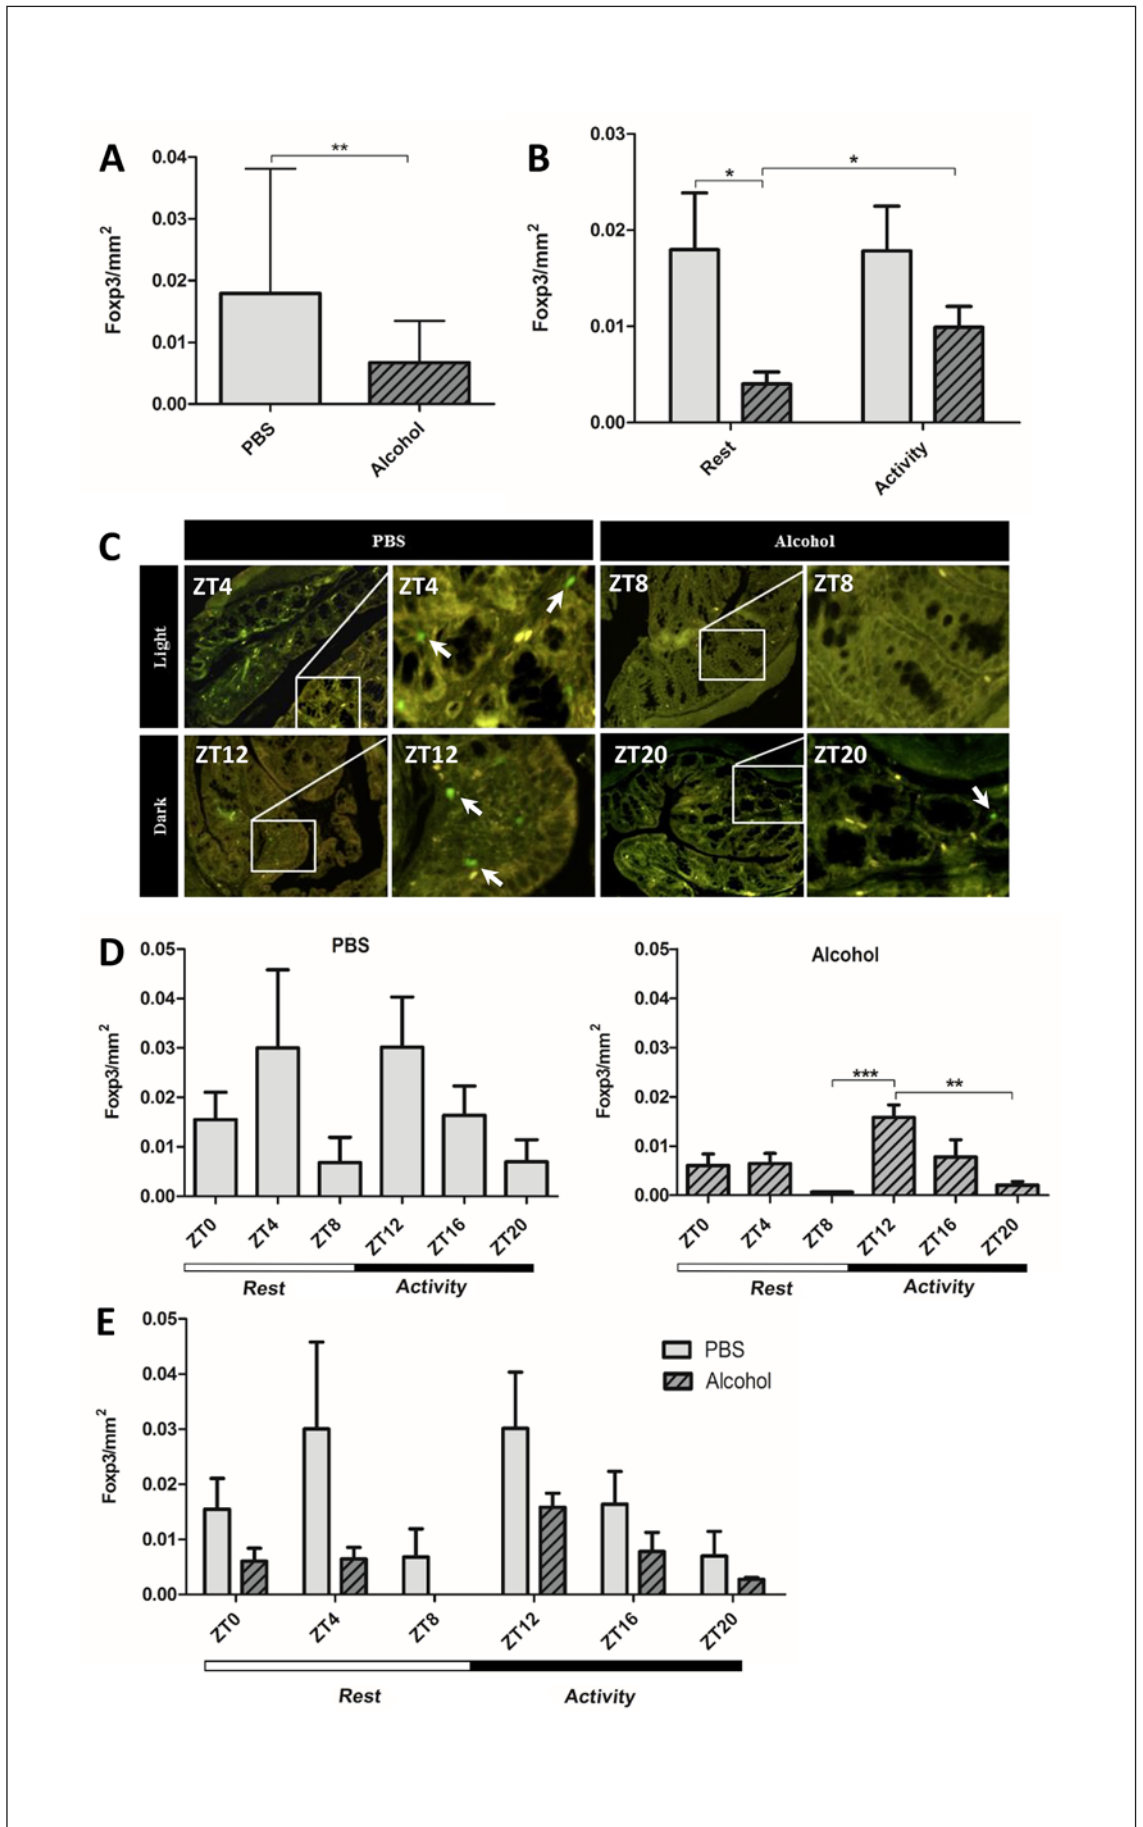 A
0.04
0.03
0.02
0.01
0.00
Foxp3/mm²
**
PBS
Alcohol
B
0.03
0.02
0.01
0.00
Foxp3/mm²
*
*
Rest
Activity
C
PBS
Alcohol
Light
ZT4
ZT4
ZT8
ZT8
Dark
ZT12
ZT12
ZT20
ZT20
D
PBS
0.05
0.04
0.03
0.02
0.01
0.00
Foxp3/mm²
ZT0 ZT4 ZT8 ZT12 ZT16 ZT20
Rest Activity
Alcohol
0.05
0.04
0.03
0.02
0.01
0.00
Foxp3/mm²
***
**
ZT0 ZT4 ZT8 ZT12 ZT16 ZT20
Rest Activity
E
0.05
0.04
0.03
0.02
0.01
0.00
Foxp3/mm²
PBS
Alcohol
ZT0 ZT4 ZT8 ZT12 ZT16 ZT20
Rest Activity